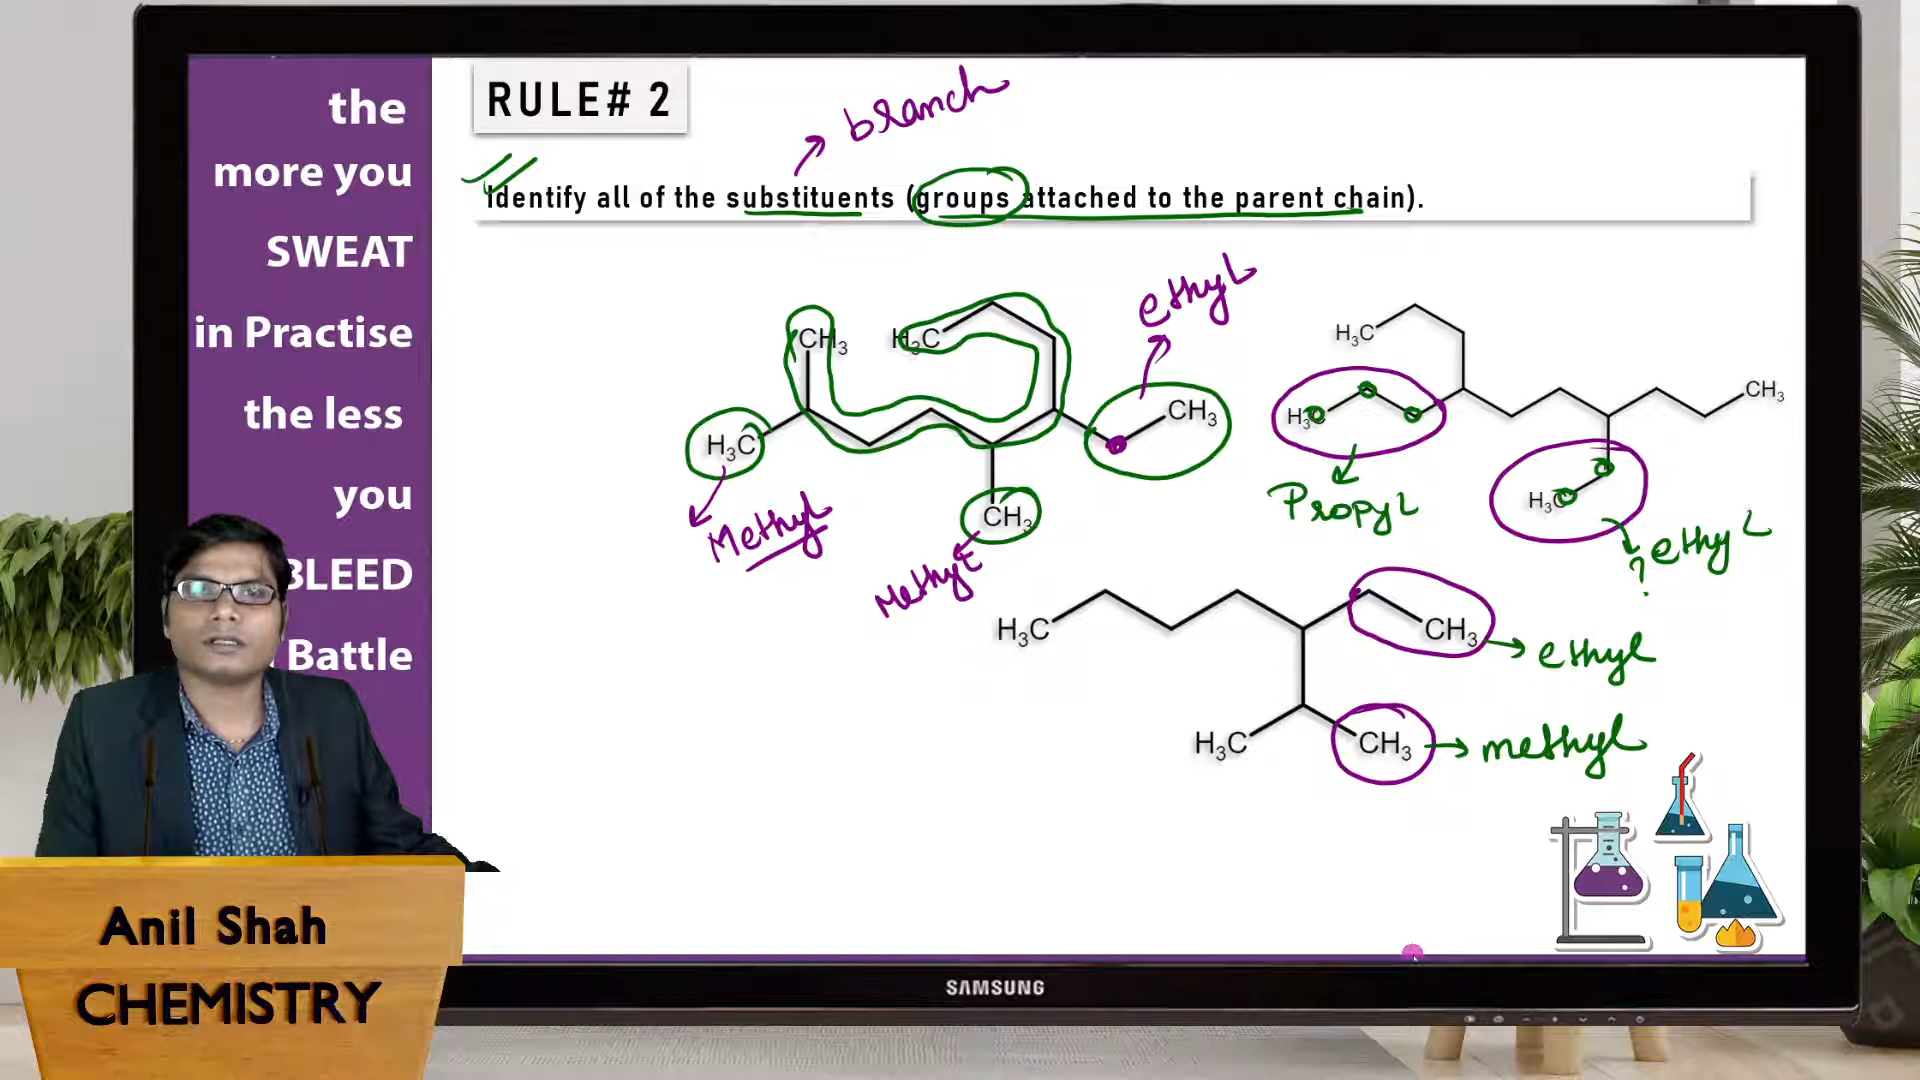 the
more you
SWEAT
in Practise
the less
you
BLEED
Battle
RULE# 2
branch
Identify all of the substituents (groups attached to the parent chain).
ethyl
CH₃
H₃C
CH₃
H₃C
CH₃
Methyl
Methyl
H₃C
CH₃
H₃C
H₃C
Propyl
ethyl
?
H₃C
CH₃
ethyl
H₃C
CH₃
methyl
Anil Shah
CHEMISTRY
SAMSUNG